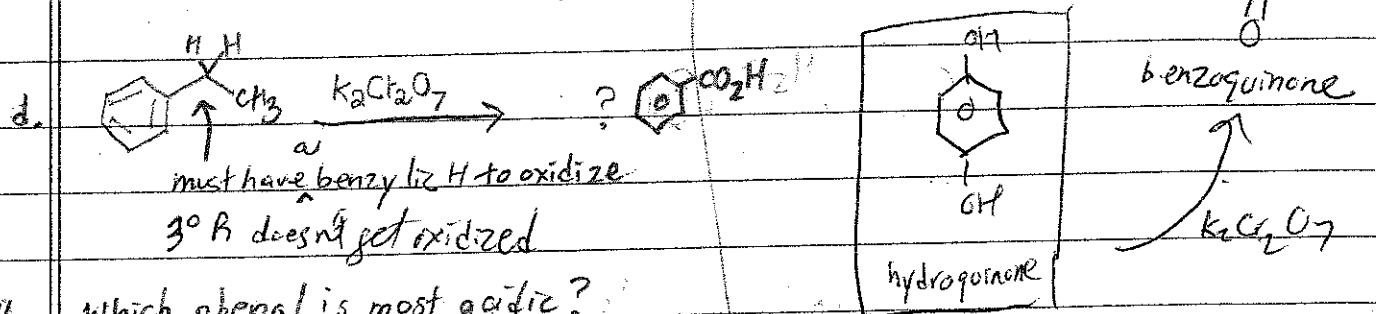 H H
d. CH3 K2Cr2O7 ? CO2H
must have a benzylic H to oxidize
3° R doesn't get oxidized
OH
OH
hydroquinone
O
benzoquinone
K2Cr2O7
which phenol is most acidic?